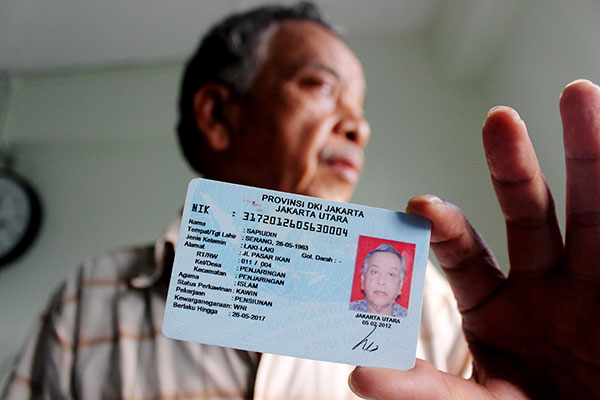 PROVINSI DKI JAKARTA
JAKARTA UTARA
NIK : 3172012605630004
Nama : SAPIUDIN
Tempat/Tgl Lahir : SERANG, 26-05-1963
Jenis Kelamin : LAKI-LAKI Gol. Darah : -
Alamat : JL PASAR IKAN
RT/RW : 011 / 004
Kel/Desa : PENJARINGAN
Kecamatan : PENJARINGAN
Agama : ISLAM
Status Perkawinan : KAWIN
Pekerjaan : PENSIUNAN
Kewarganegaraan : WNI
Berlaku Hingga : 26-05-2017
JAKARTA UTARA
05-02-2012